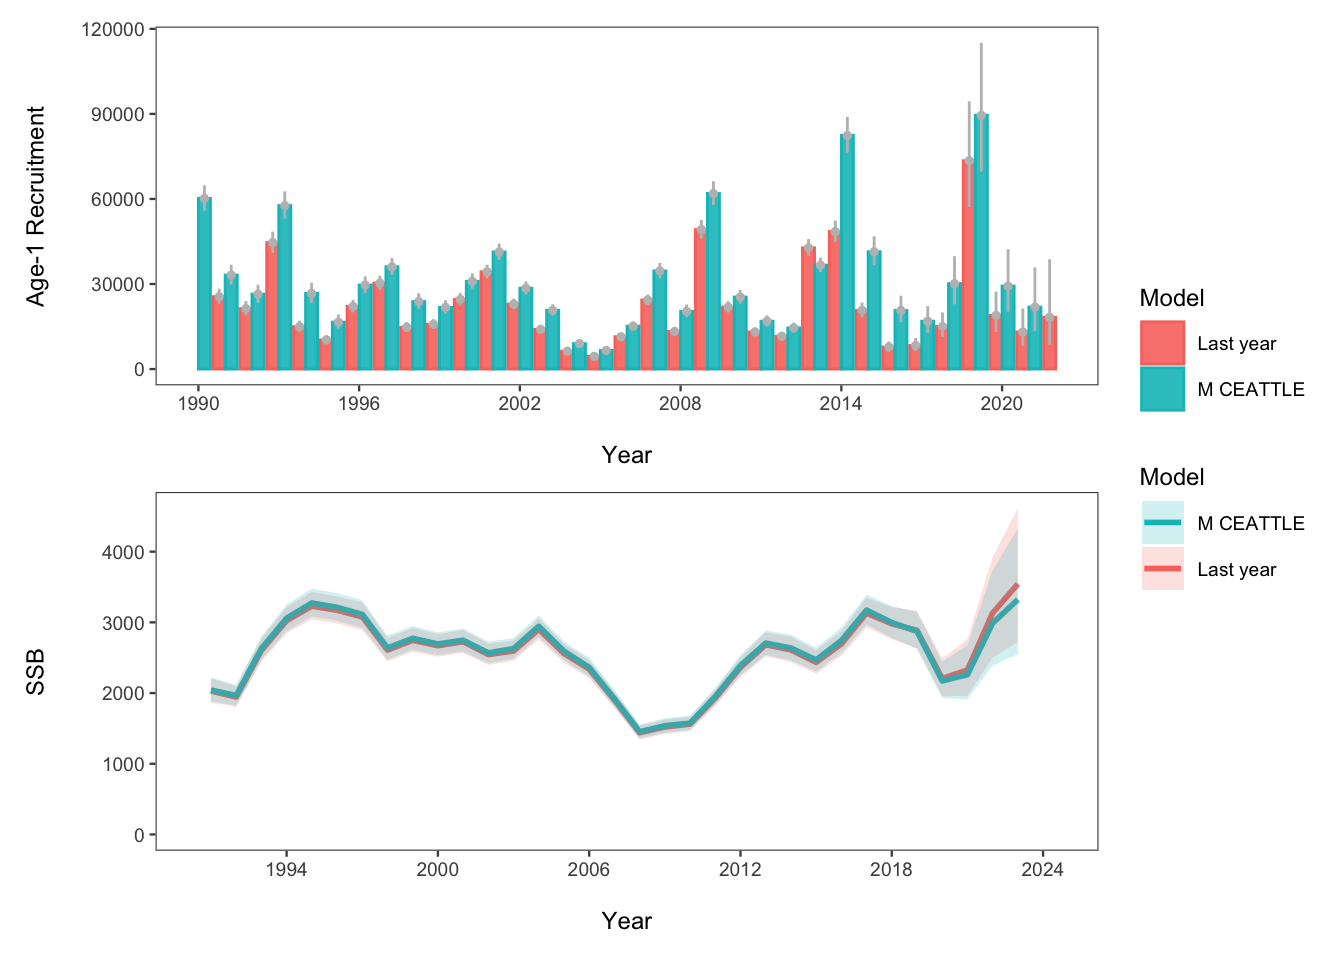 120000
90000
60000
30000
0
Age-1 Recruitment
1990 1996 2002 2008 2014 2020
Year
Model
Last year
M CEATTLE
4000
3000
2000
1000
0
SSB
1994 2000 2006 2012 2018 2024
Year
Model
M CEATTLE
Last year